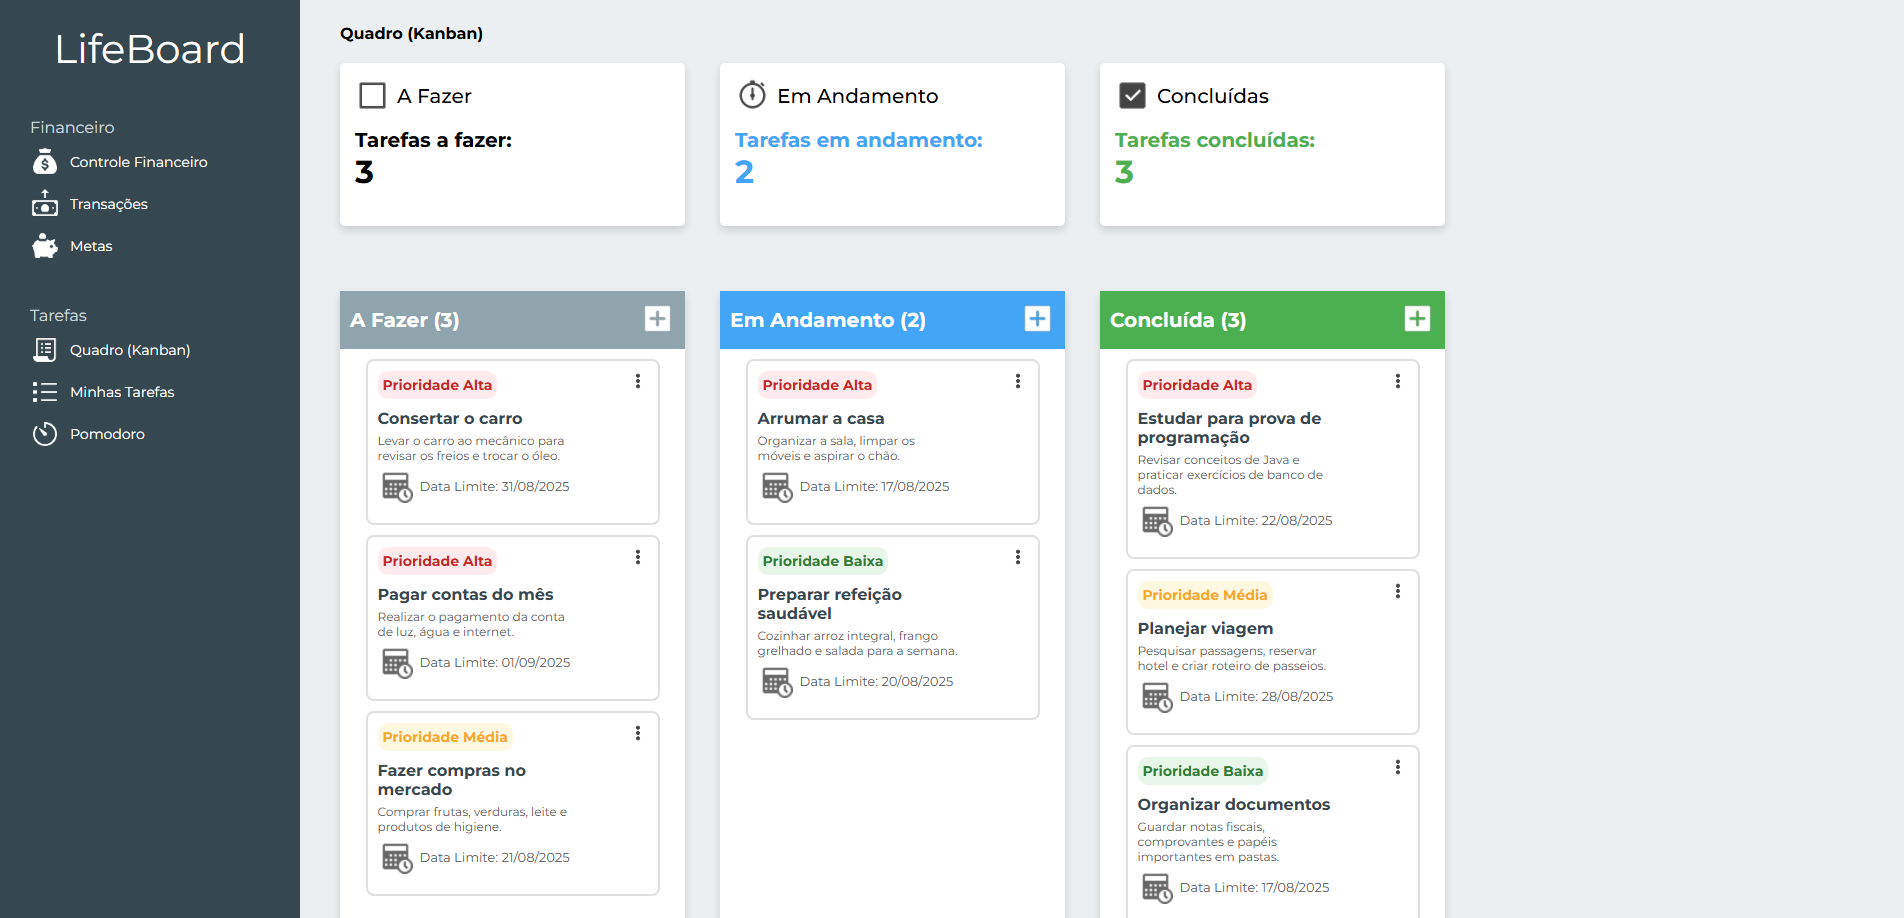 LifeBoard
Financeiro
Controle Financeiro
Transações
Metas
Tarefas
Quadro (Kanban)
Minhas Tarefas
Pomodoro
Quadro (Kanban)
A Fazer
Tarefas a fazer:
3
Em Andamento
Tarefas em andamento:
2
Concluídas
Tarefas concluídas:
3
A Fazer (3)
Prioridade Alta
Consertar o carro
Levar o carro ao mecânico para
revisar os freios e trocar o óleo.
Data Limite: 31/08/2025
Prioridade Alta
Pagar contas do mês
Realizar o pagamento da conta
de luz, água e internet.
Data Limite: 01/09/2025
Prioridade Média
Fazer compras no
mercado
Comprar frutas, verduras, leite e
produtos de higiene.
Data Limite: 21/08/2025
Em Andamento (2)
Prioridade Alta
Arrumar a casa
Organizar a sala, limpar os
móveis e aspirar o chão.
Data Limite: 17/08/2025
Prioridade Baixa
Preparar refeição
saudável
Cozinhar arroz integral, frango
grelhado e salada para a semana.
Data Limite: 20/08/2025
Concluída (3)
Prioridade Alta
Estudar para prova de
programação
Revisar conceitos de Java e
praticar exercícios de banco de
dados.
Data Limite: 22/08/2025
Prioridade Média
Planejar viagem
Pesquisar passagens, reservar
hotel e criar roteiro de passeios.
Data Limite: 28/08/2025
Prioridade Baixa
Organizar documentos
Guardar notas fiscais,
comprovantes e papéis
importantes em pastas.
Data Limite: 17/08/2025